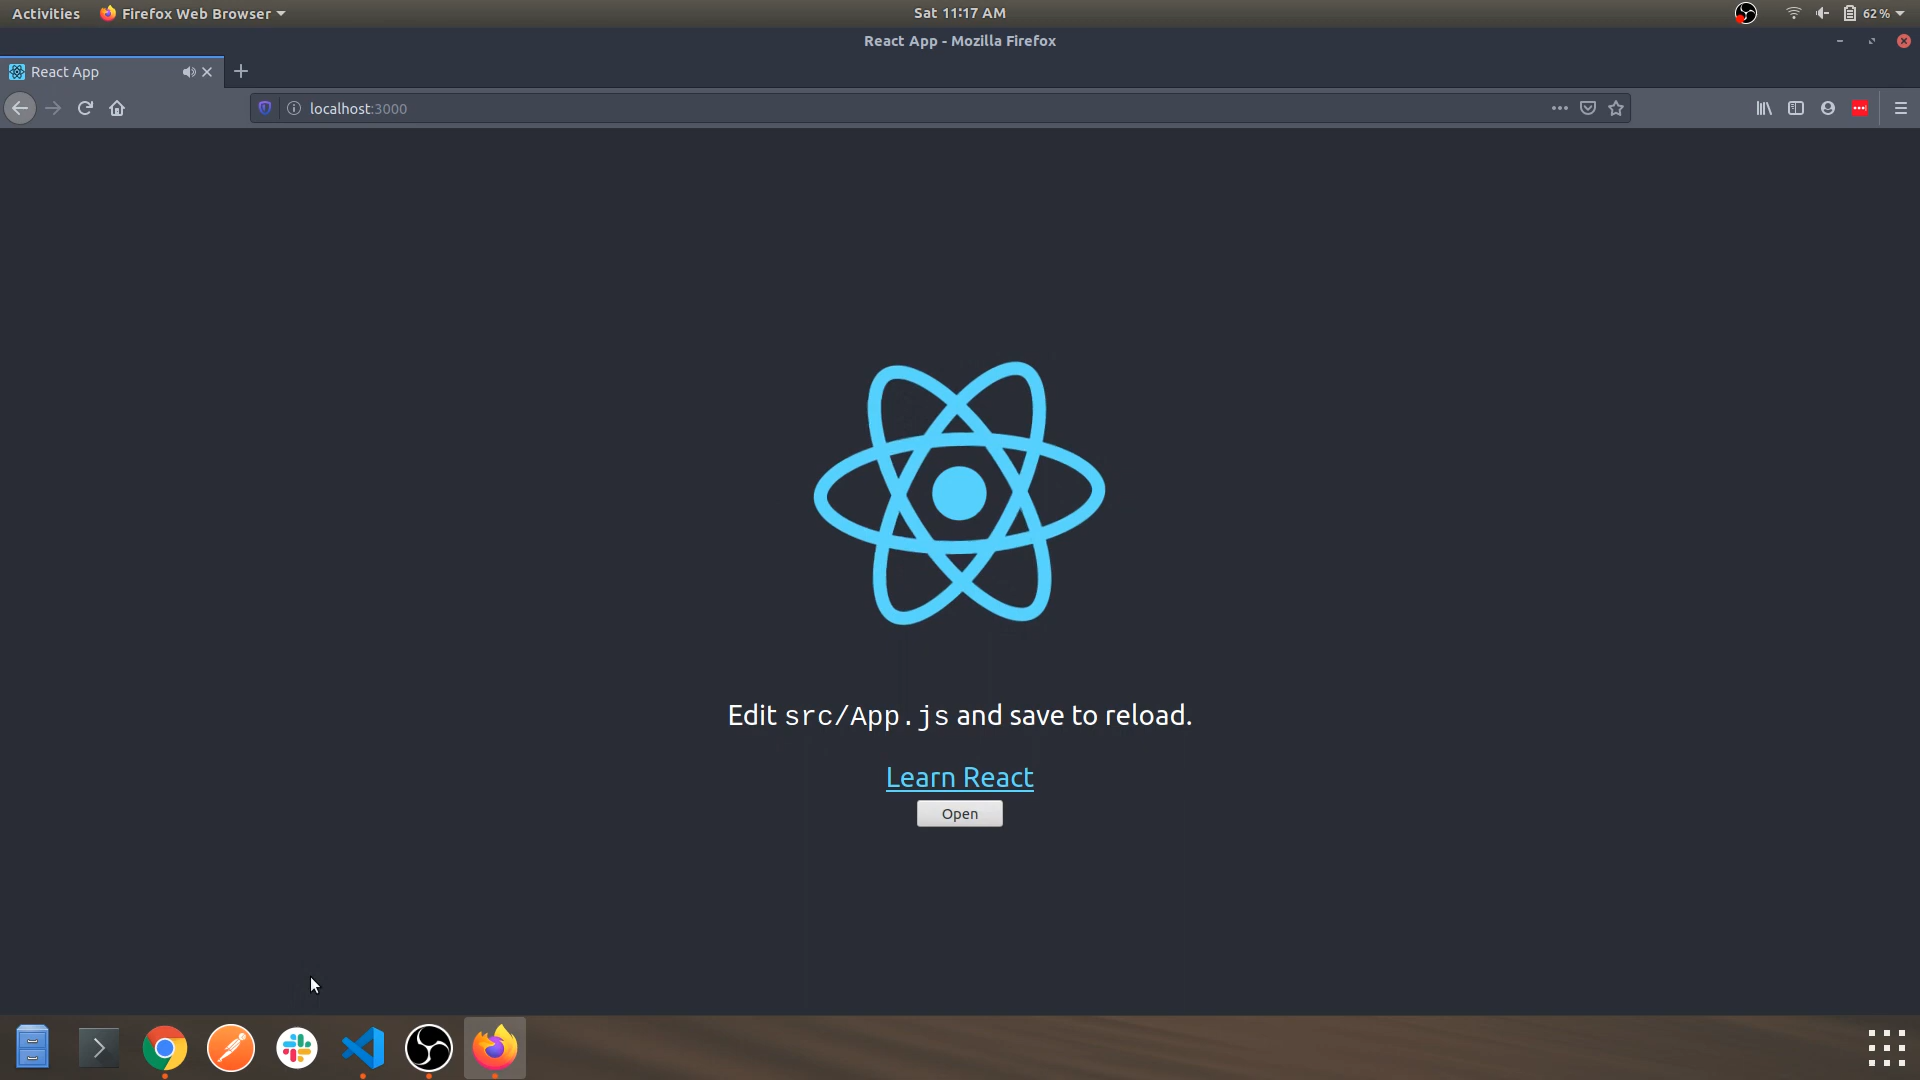 Activities Firefox Web Browser Sat 11:17 AM 62 %
React App - Mozilla Firefox
React App
localhost:3000
Edit src/App.js and save to reload.
Learn React
Open